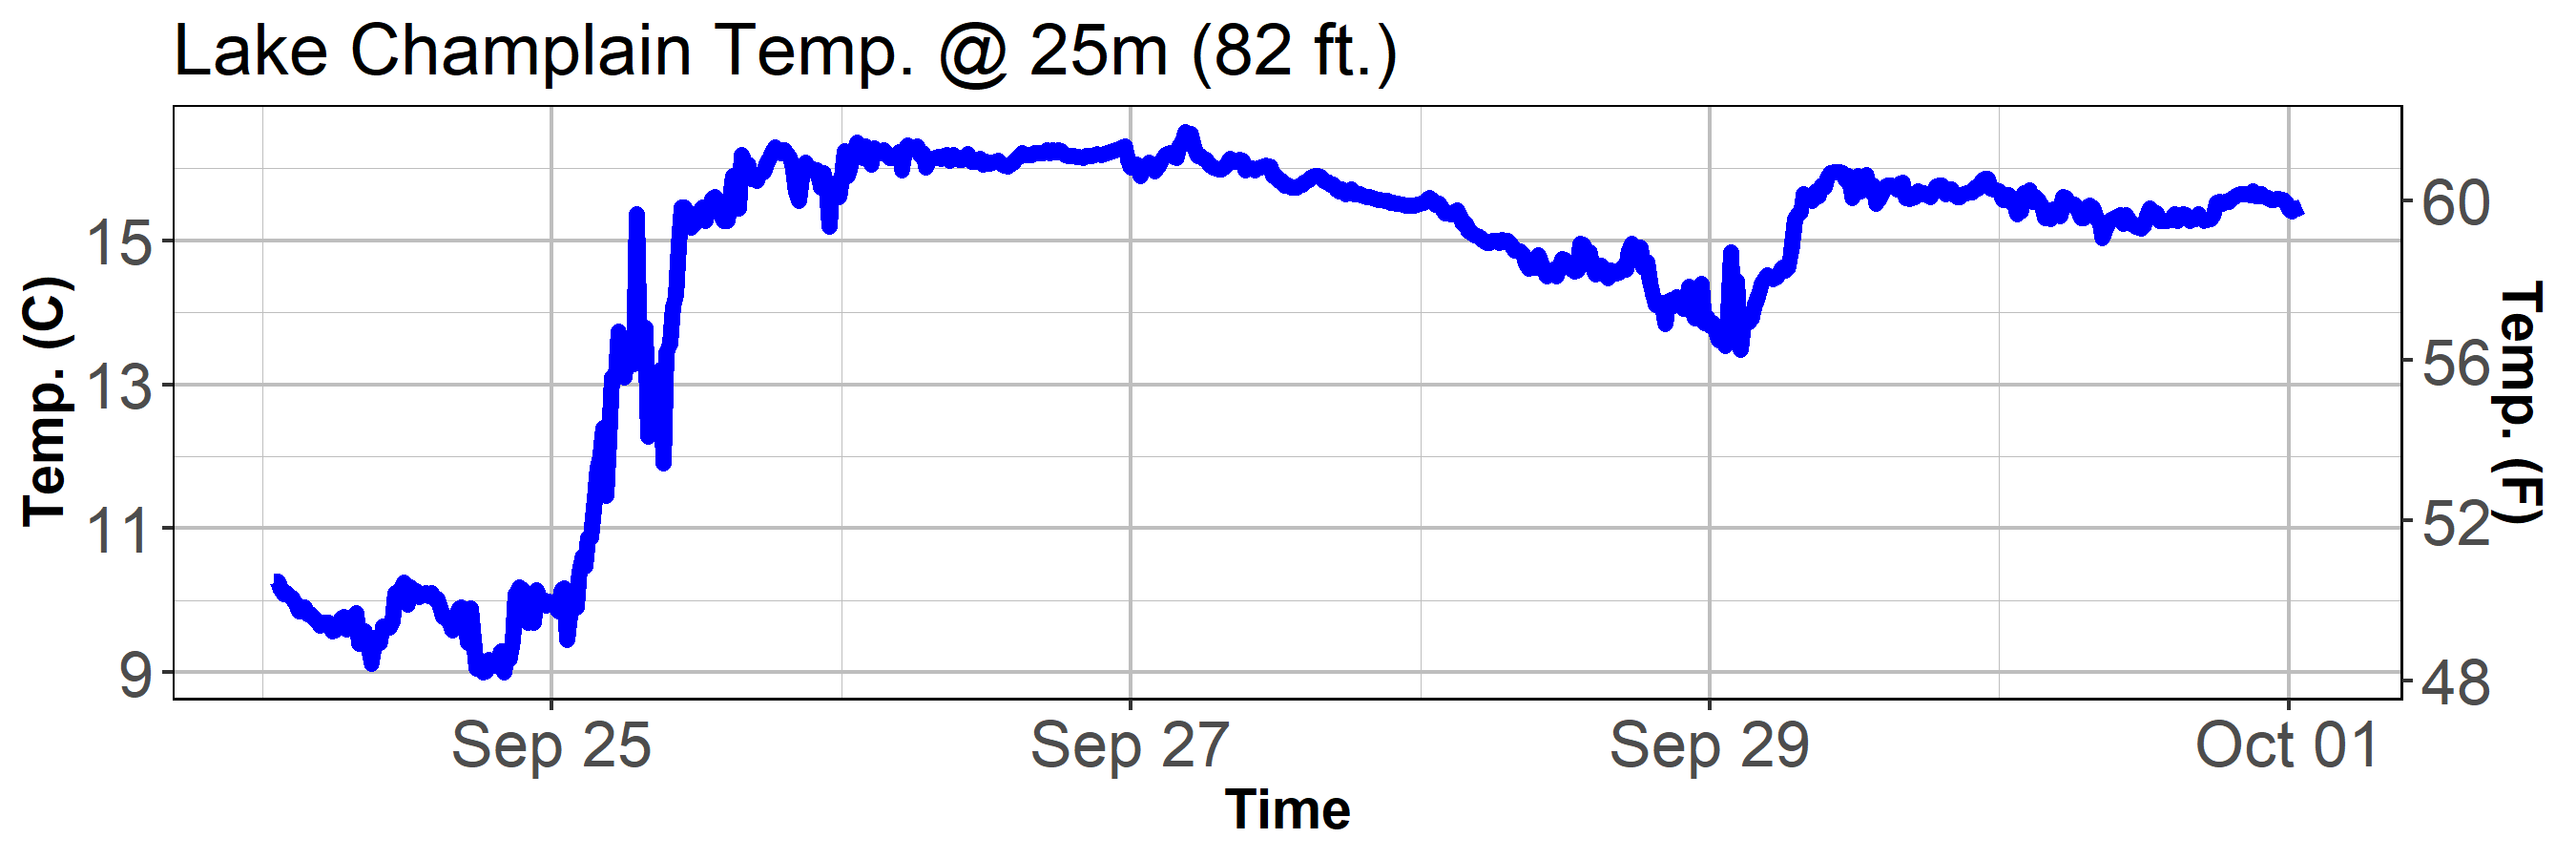 Lake Champlain Temp. @ 25m (82 ft.)
Temp. (C)
15
13
11
9
60
56
52
48
Temp. (F)
Sep 25
Sep 27
Sep 29
Oct 01
Time